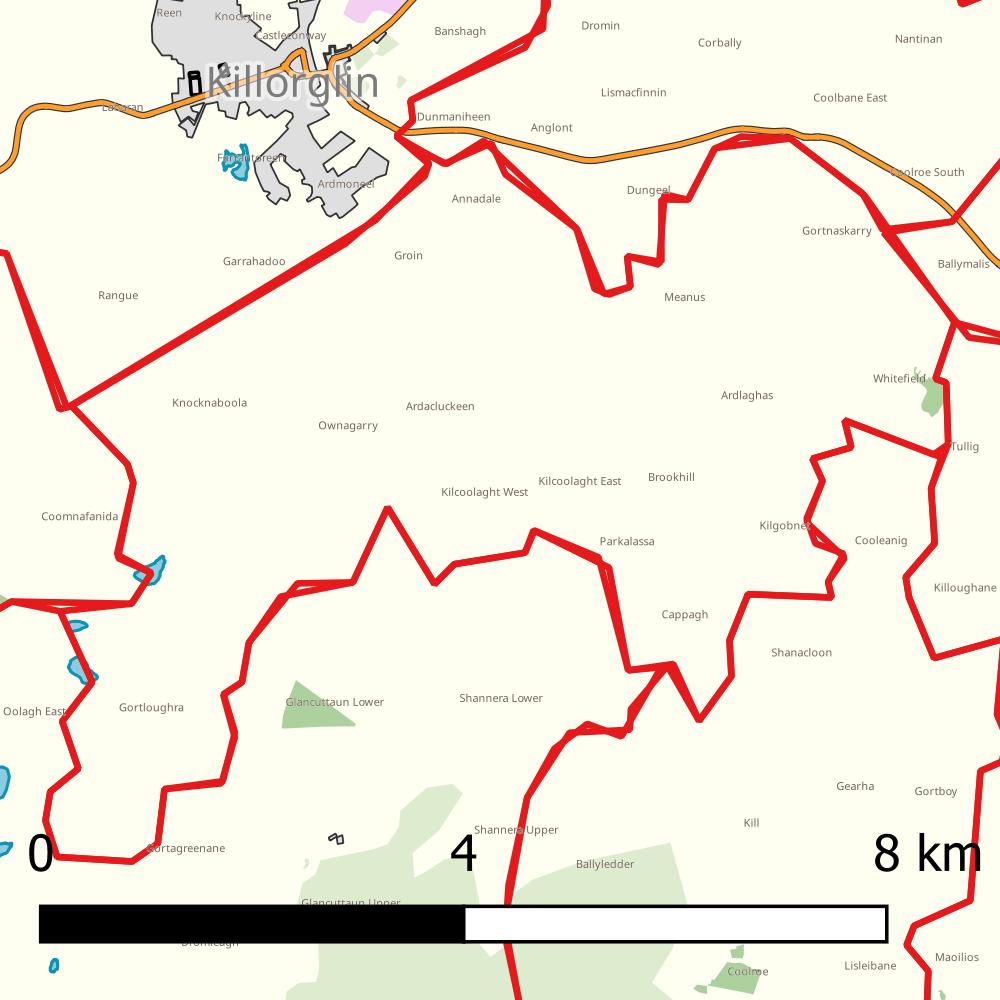 Reen
Knockyline
Castleconway
Banshagh
Dromin
Corbally
Nantinan
Killorglin
Lismacfinnin
Coolbane East
Laharan
Dunmaniheen
Anglont
Farrantoreen
Ardmoneel
Dungeel
Coolroe South
Annadale
Gortnaskarry
Garrahadoo
Groin
Ballymalis
Rangue
Meanus
Whitefield
Knocknaboola
Ardacluckeen
Ardlaghas
Ownagarry
Tullig
Kilcoolaght West
Kilcoolaght East
Brookhill
Coomnafanida
Kilgobnet
Parkalassa
Cooleanig
Killoughane
Cappagh
Shanacloon
Oolagh East
Gortloughra
Glancuttaun Lower
Shannera Lower
Gearha
Gortboy
Kill
Shannera Upper
Gortagreenane
Ballyledder
0 4 8 km
Glancuttaun Upper
Dromleagh
Coolroe
Lisleibane
Maoilios